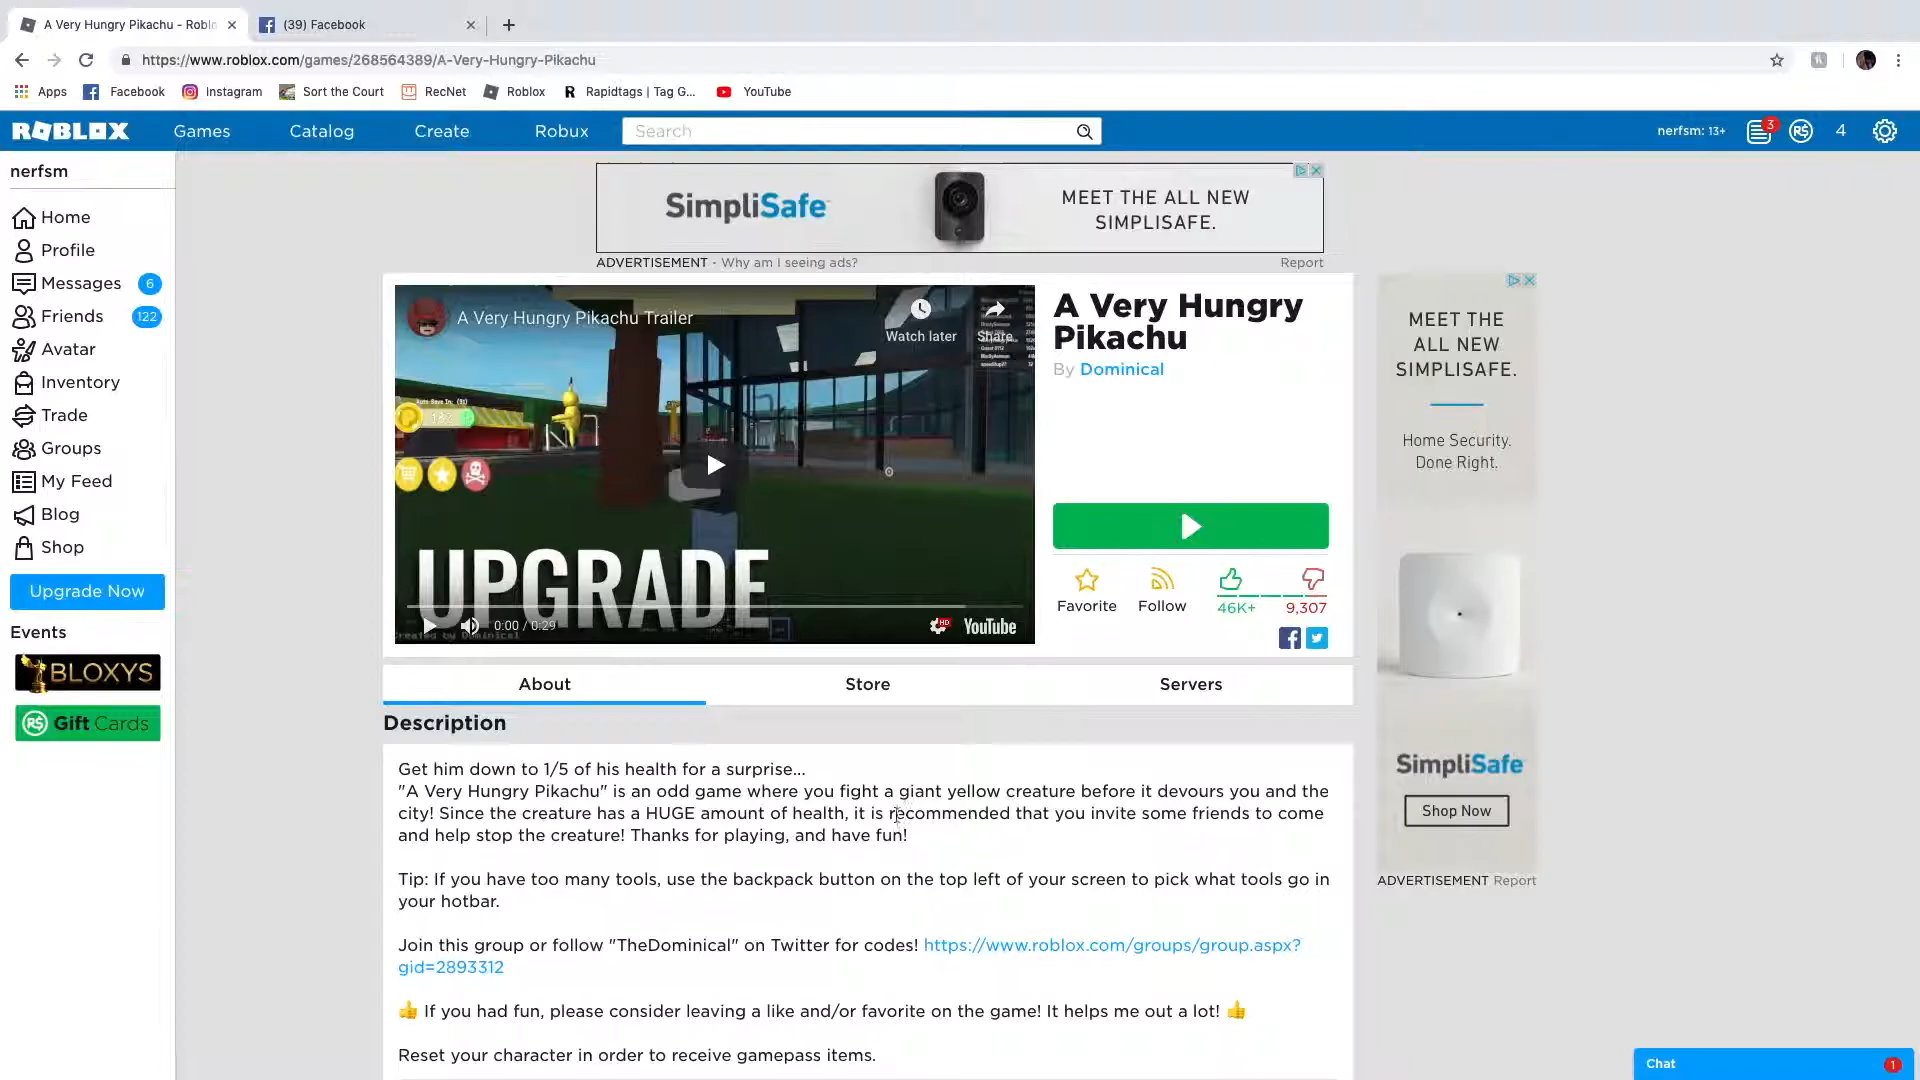 A Very Hungry Pikachu - Roblo
(39) Facebook
https://www.roblox.com/games/268564389/A-Very-Hungry-Pikachu
Apps
Facebook
Instagram
Sort the Court
RecNet
Roblox
Rapidtags | Tag G...
YouTube
ROBLOX
Games
Catalog
Create
Robux
Search
nerfsm: 13+
3
4
nerfsm
Home
Profile
Messages 6
Friends 122
Avatar
Inventory
Trade
Groups
My Feed
Blog
Shop
Upgrade Now
Events
BLOXYS
Gift Cards
SimpliSafe
MEET THE ALL NEW
SIMPLISAFE.
ADVERTISEMENT - Why am I seeing ads?
Report
A Very Hungry Pikachu Trailer
Watch later
Share
UPGRADE
0:00 / 0:29
HD
YouTube
Created by Dominical
A Very Hungry
Pikachu
By Dominical
Favorite
Follow
46K+
9,307
About
Store
Servers
Description
Get him down to 1/5 of his health for a surprise...
"A Very Hungry Pikachu" is an odd game where you fight a giant yellow creature before it devours you and the
city! Since the creature has a HUGE amount of health, it is recommended that you invite some friends to come
and help stop the creature! Thanks for playing, and have fun!
Tip: If you have too many tools, use the backpack button on the top left of your screen to pick what tools go in
your hotbar.
Join this group or follow "TheDominical" on Twitter for codes! https://www.roblox.com/groups/group.aspx?
gid=2893312
👍 If you had fun, please consider leaving a like and/or favorite on the game! It helps me out a lot! 👍
Reset your character in order to receive gamepass items.
MEET THE
ALL NEW
SIMPLISAFE.
Home Security.
Done Right.
SimpliSafe
Shop Now
ADVERTISEMENT Report
Chat
1